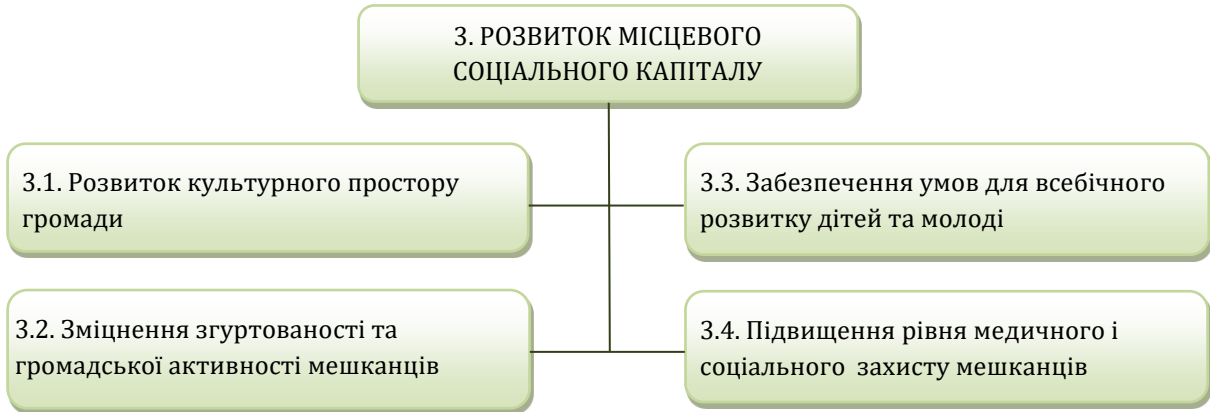 3. РОЗВИТОК МІСЦЕВОГО
СОЦІАЛЬНОГО КАПІТАЛУ
3.1. Розвиток культурного простору
громади
3.2. Зміцнення згуртованості та
громадської активності мешканців
3.3. Забезпечення умов для всебічного
розвитку дітей та молоді
3.4. Підвищення рівня медичного і
соціального захисту мешканців